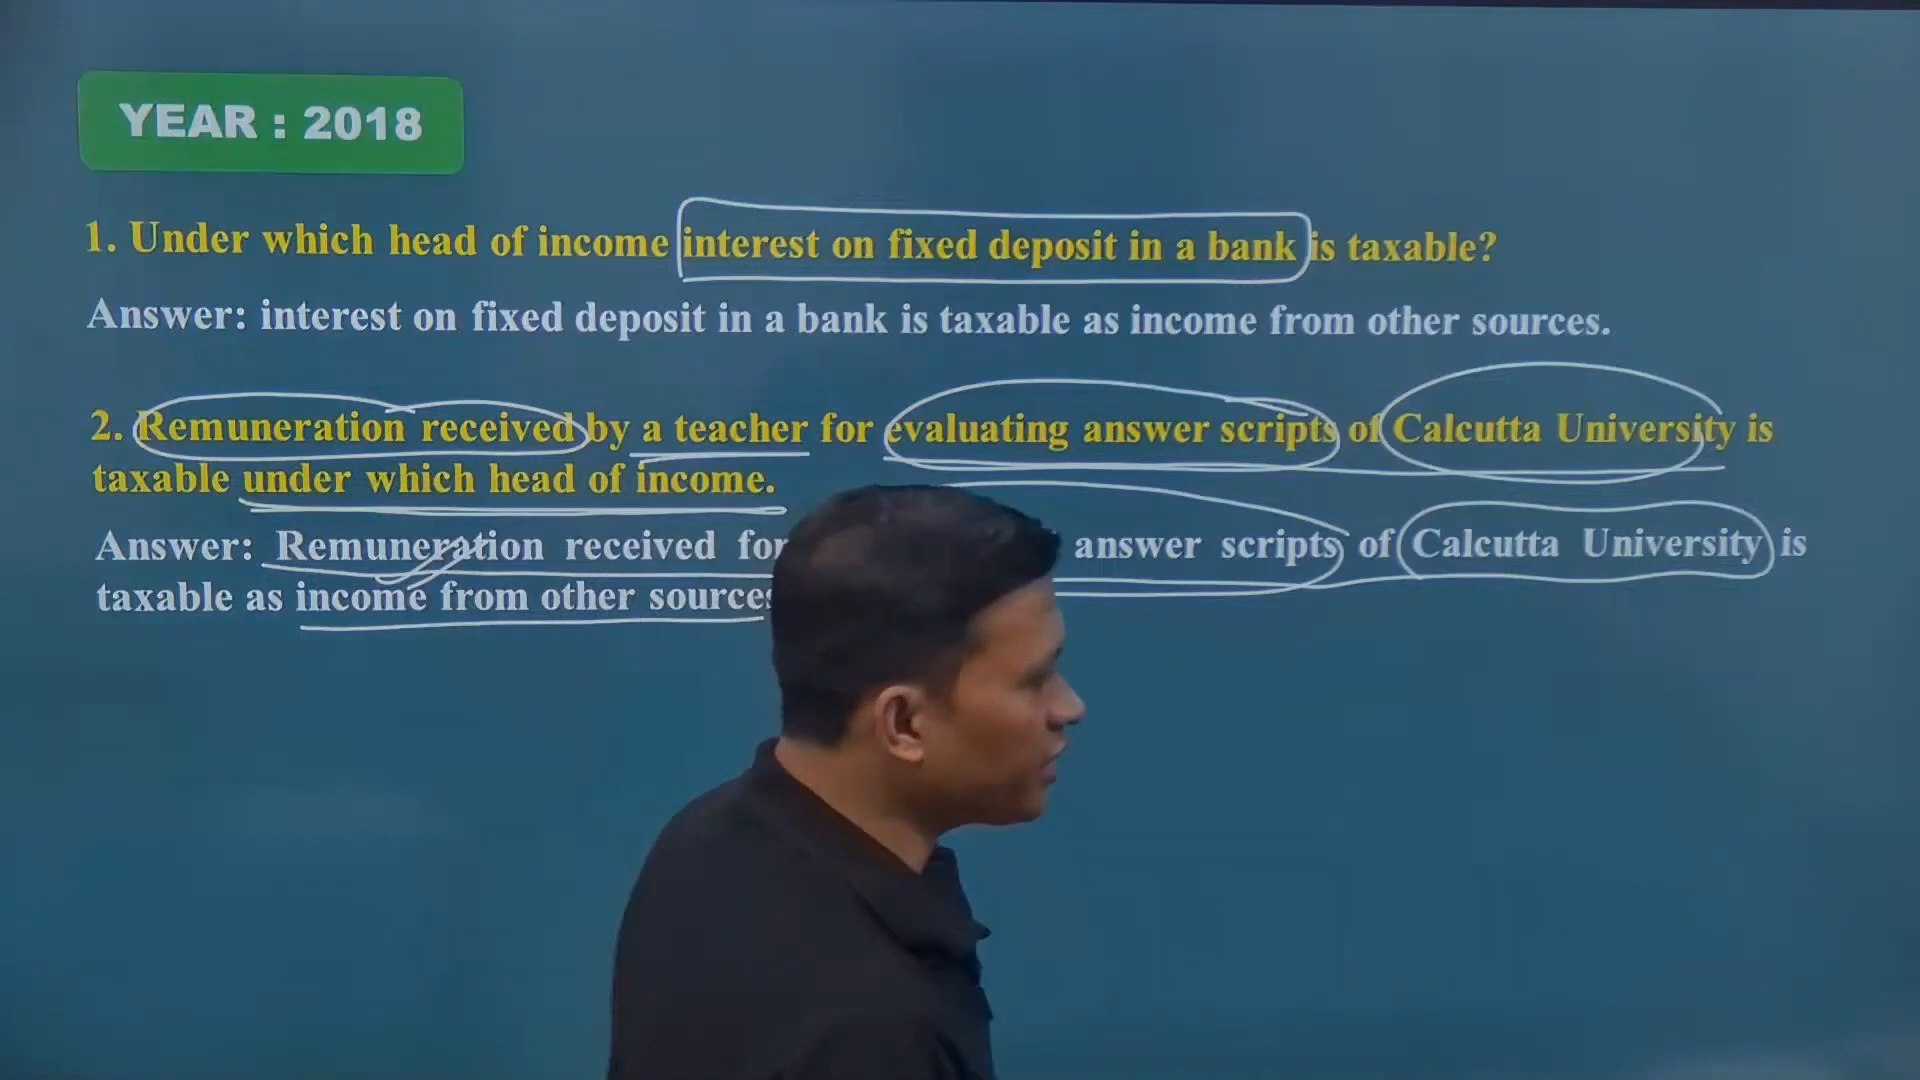 YEAR : 2018
1. Under which head of income interest on fixed deposit in a bank is taxable?
Answer: interest on fixed deposit in a bank is taxable as income from other sources.
2. Remuneration received by a teacher for evaluating answer scripts of Calcutta University is
taxable under which head of income.
Answer: Remuneration received for answer scripts of Calcutta University is
taxable as income from other sources